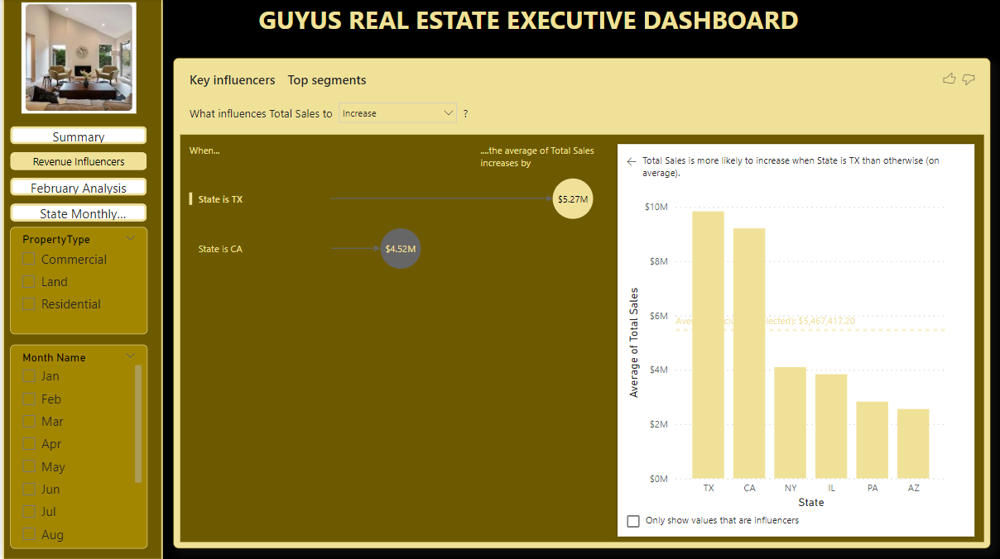 GUYUS REAL ESTATE EXECUTIVE DASHBOARD
Summary
Revenue Influencers
February Analysis
State Monthly...
PropertyType
Commercial
Land
Residential
Month Name
Jan
Feb
Mar
Apr
May
Jun
Jul
Aug
Key influencers Top segments
What influences Total Sales to Increase ?
When...
....the average of Total Sales
increases by
State is TX
$5.27M
State is CA
$4.52M
Total Sales is more likely to increase when State is TX than otherwise (on
average).
Average of Total Sales
$10M
$8M
$6M
$4M
$2M
$0M
$5,467,417.20
TX CA NY IL PA AZ
State
Only show values that are influencers